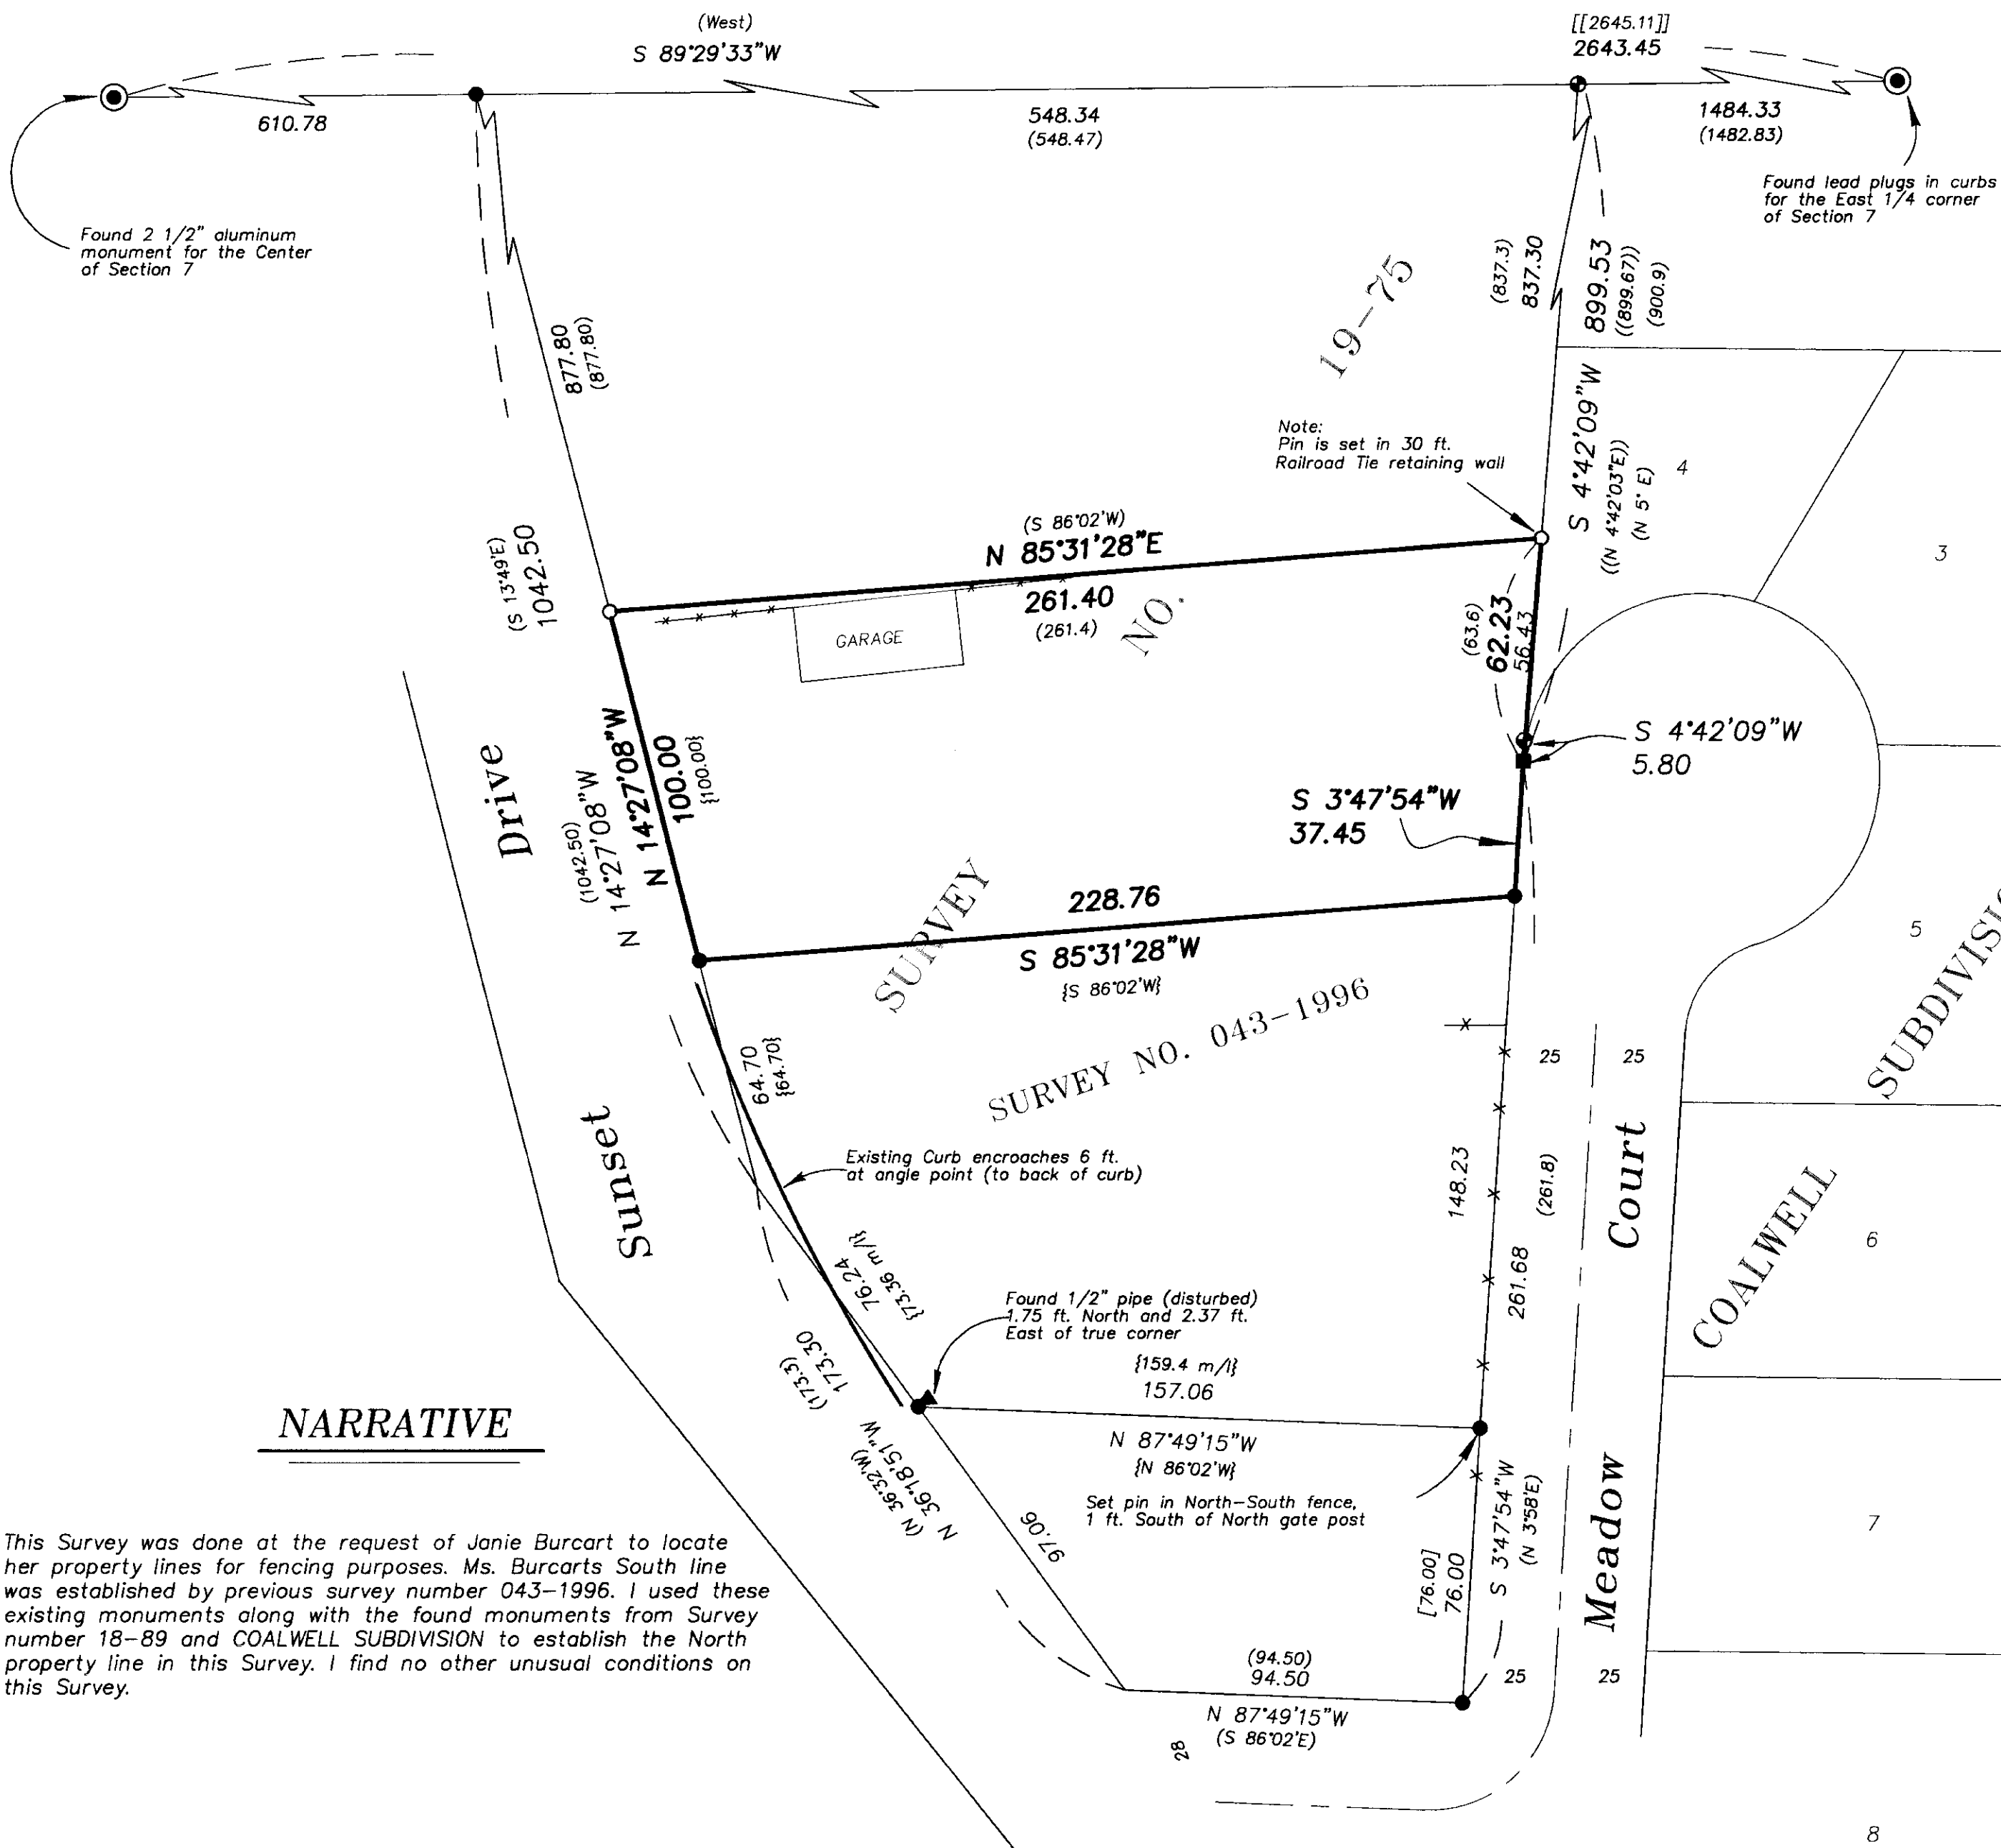 (West)
S 89°29'33"W
[[2645.11]]
2643.45
610.78
548.34
(548.47)
1484.33
(1482.83)
Found 2 1/2" aluminum
monument for the Center
of Section 7
Found lead plugs in curbs
for the East 1/4 corner
of Section 7
877.80
(877.80)
(837.3)
837.30
899.53
((899.67))
(900.9)
19-75
Note:
Pin is set in 30 ft.
Railroad Tie retaining wall
S 4°42'09"W
((N 4°42'03"E))
(N 5° E)
4
3
(S 13°49'E)
1042.50
(S 86°02'W)
N 85°31'28"E
261.40
(261.4)
GARAGE
NO.
(63.6)
62.23
56.43
S 4°42'09"W
5.80
Drive
(1042.50)
N 14°27'08"W
N 14°27'08"W
100.00
{100.00}
S 3°47'54"W
37.45
228.76
S 85°31'28"W
{S 86°02'W}
SURVEY
5
SUBDIVISIO
SURVEY NO. 043-1996
25
25
64.70
{64.70}
Sunset
Existing Curb encroaches 6 ft.
at angle point (to back of curb)
148.23
(261.8)
261.68
Court
COALWELL
6
76.24
{73.36 m/l}
(173.3)
173.30
Found 1/2" pipe (disturbed)
1.75 ft. North and 2.37 ft.
East of true corner
{159.4 m/l}
157.06
N 87°49'15"W
{N 86°02'W}
(N 36°32'W)
N 36°18'51"W
Set pin in North-South fence,
1 ft. South of North gate post
97.06
[76.00]
76.00
S 3°47'54"W
(N 3°58'E)
Meadow
7
NARRATIVE
This Survey was done at the request of Janie Burcart to locate
her property lines for fencing purposes. Ms. Burcarts South line
was established by previous survey number 043-1996. I used these
existing monuments along with the found monuments from Survey
number 18-89 and COALWELL SUBDIVISION to establish the North
property line in this Survey. I find no other unusual conditions on
this Survey.
(94.50)
94.50
N 87°49'15"W
(S 86°02'E)
25
25
28
8